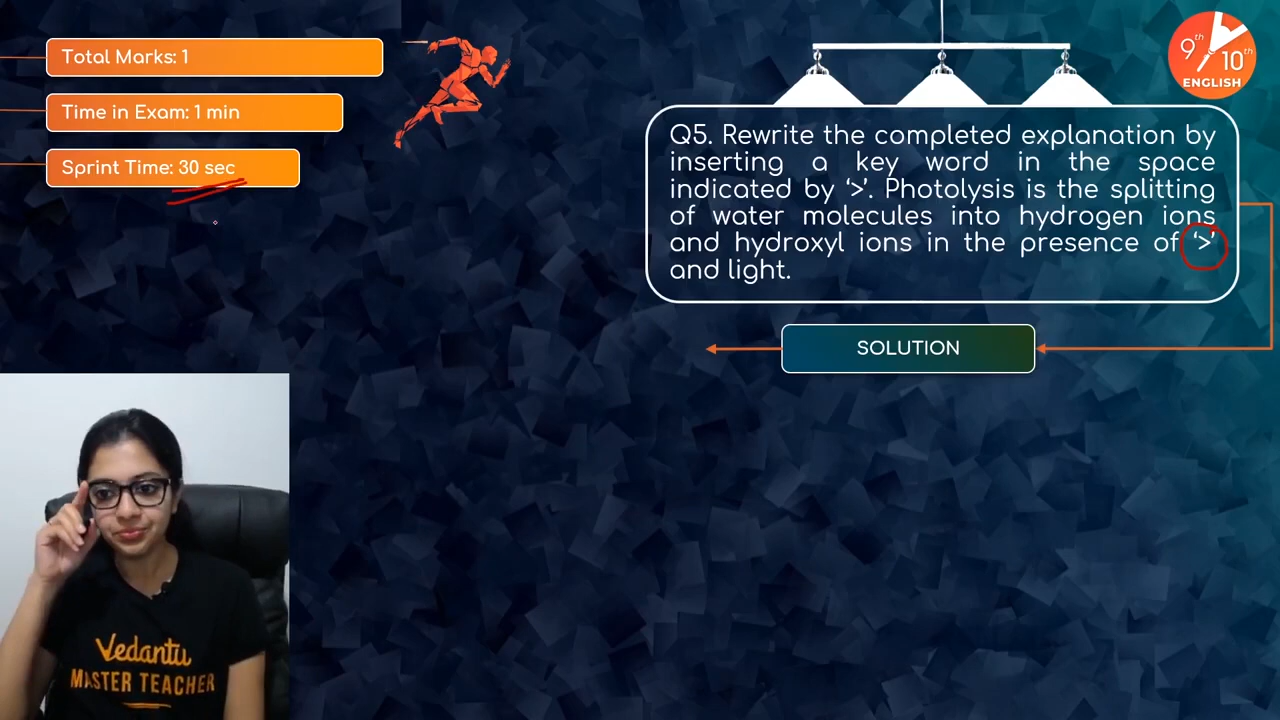 Total Marks: 1
Time in Exam: 1 min
Sprint Time: 30 sec
9th 10th
ENGLISH
Q5. Rewrite the completed explanation by
inserting a key word in the space
indicated by ‘>’. Photolysis is the splitting
of water molecules into hydrogen ions
and hydroxyl ions in the presence of ‘>’
and light.
SOLUTION
Vedantu
MASTER TEACHER